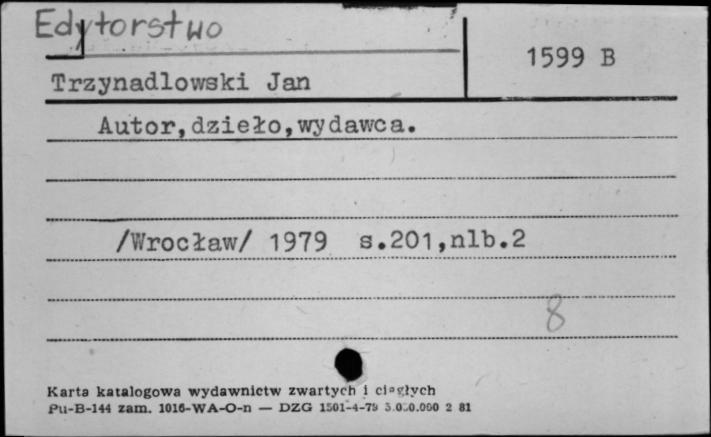 Edytorstwo
1599 B
Trzynadlowski Jan
Autor,dzieło,wydawca.
/Wrocław/ 1979 s.201,nlb.2
8
Karta katalogowa wydawnictw zwartych i ciągłych
Pu-B-144 zam. 1016-WA-O-n — DZG 1501-4-79 5.000.000 2 81